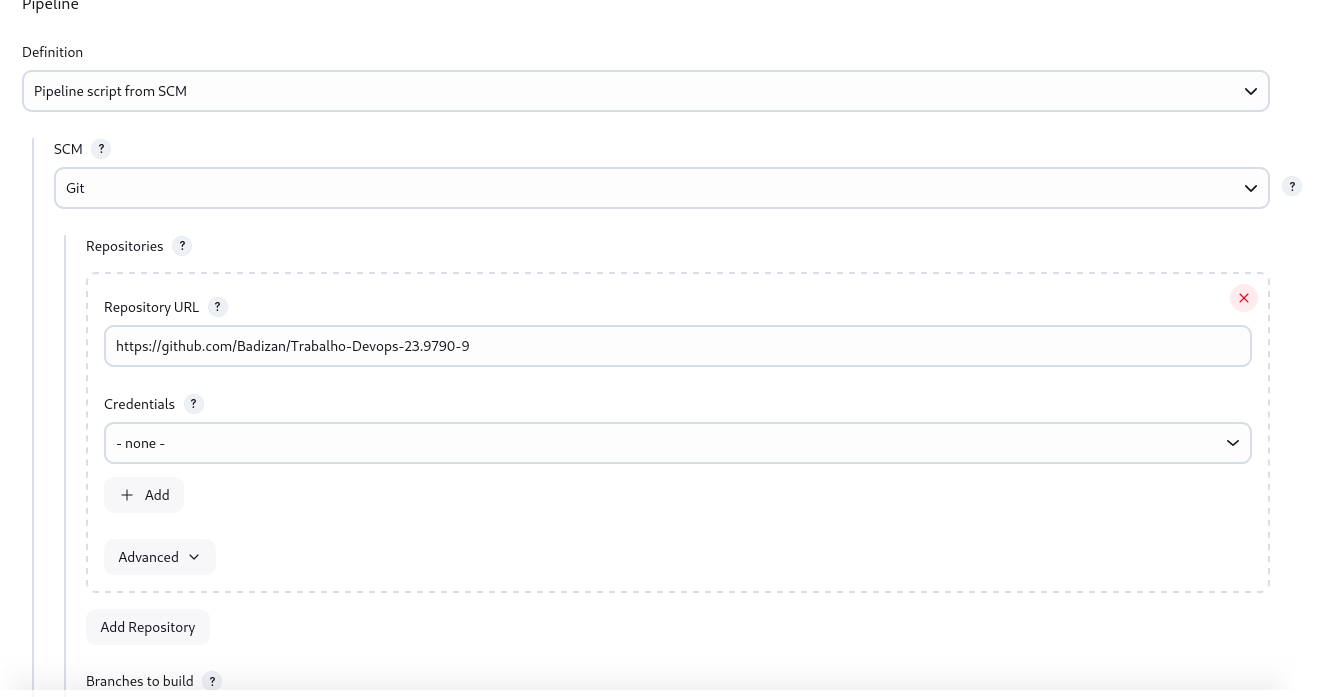 Pipeline
Definition
Pipeline script from SCM
SCM ?
Git
?
Repositories ?
Repository URL ?
https://github.com/Badizan/Trabalho-Devops-23.9790-9
Credentials ?
- none -
+ Add
Advanced
Add Repository
Branches to build ?